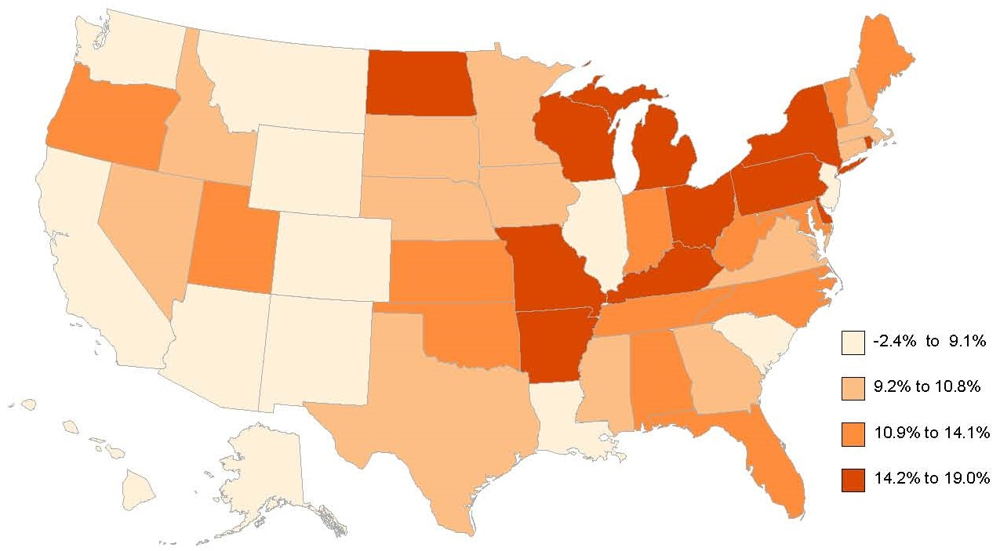 -2.4% to 9.1%
9.2% to 10.8%
10.9% to 14.1%
14.2% to 19.0%